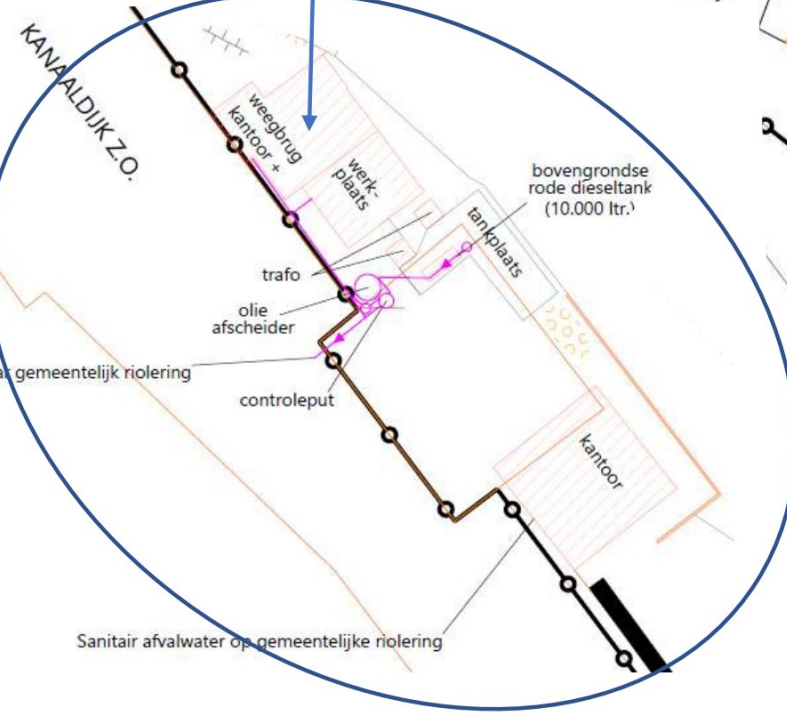 KANAALDIJK Z.O.
weegbrug
kantoor +
werk-
plaats
bovengrondse
rode dieseltank
(10.000 ltr.)
tankplaats
trafo
olie
afscheider
gemeentelijk riolering
controleput
kantoor
Sanitair afvalwater op gemeentelijke riolering